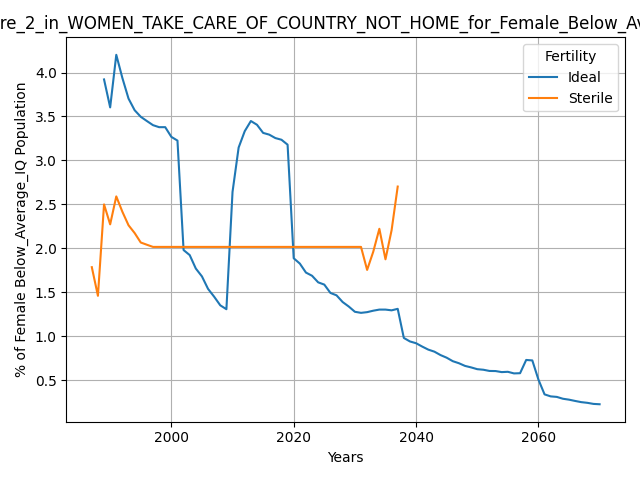 re_2_in_WOMEN_TAKE_CARE_OF_COUNTRY_NOT_HOME_for_Female_Below_Av
Fertility
Ideal
Sterile
% of Female Below_Average_IQ Population
4.0
3.5
3.0
2.5
2.0
1.5
1.0
0.5
2000 2020 2040 2060
Years